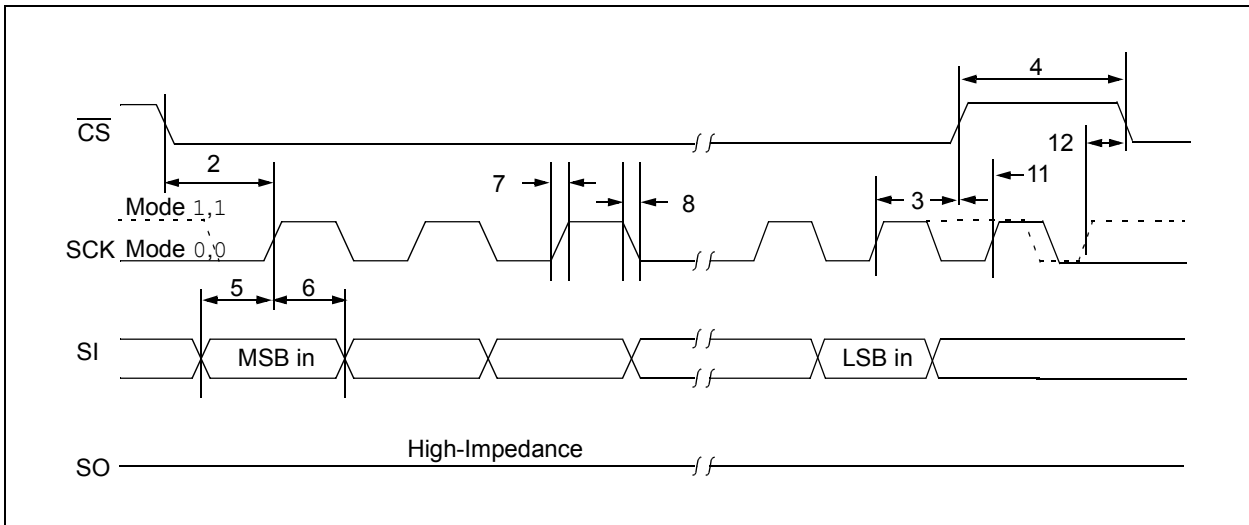 4
CS
12
2
7
8
3
11
Mode 1,1
SCK Mode 0,0
5
6
SI
MSB in
LSB in
High-Impedance
SO